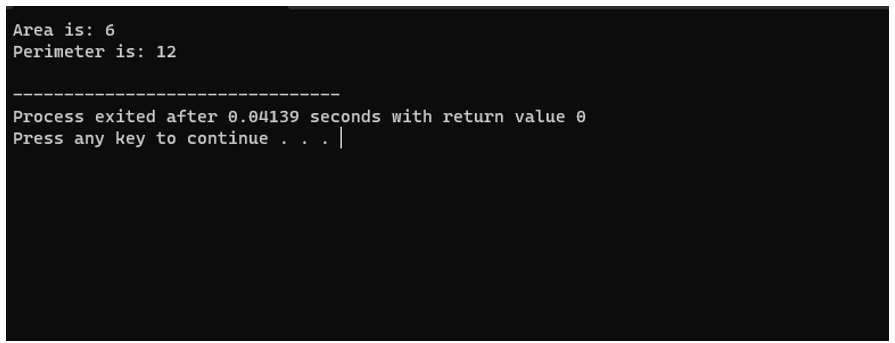 Area is: 6
Perimeter is: 12
--------------------------------
Process exited after 0.04139 seconds with return value 0
Press any key to continue . . .